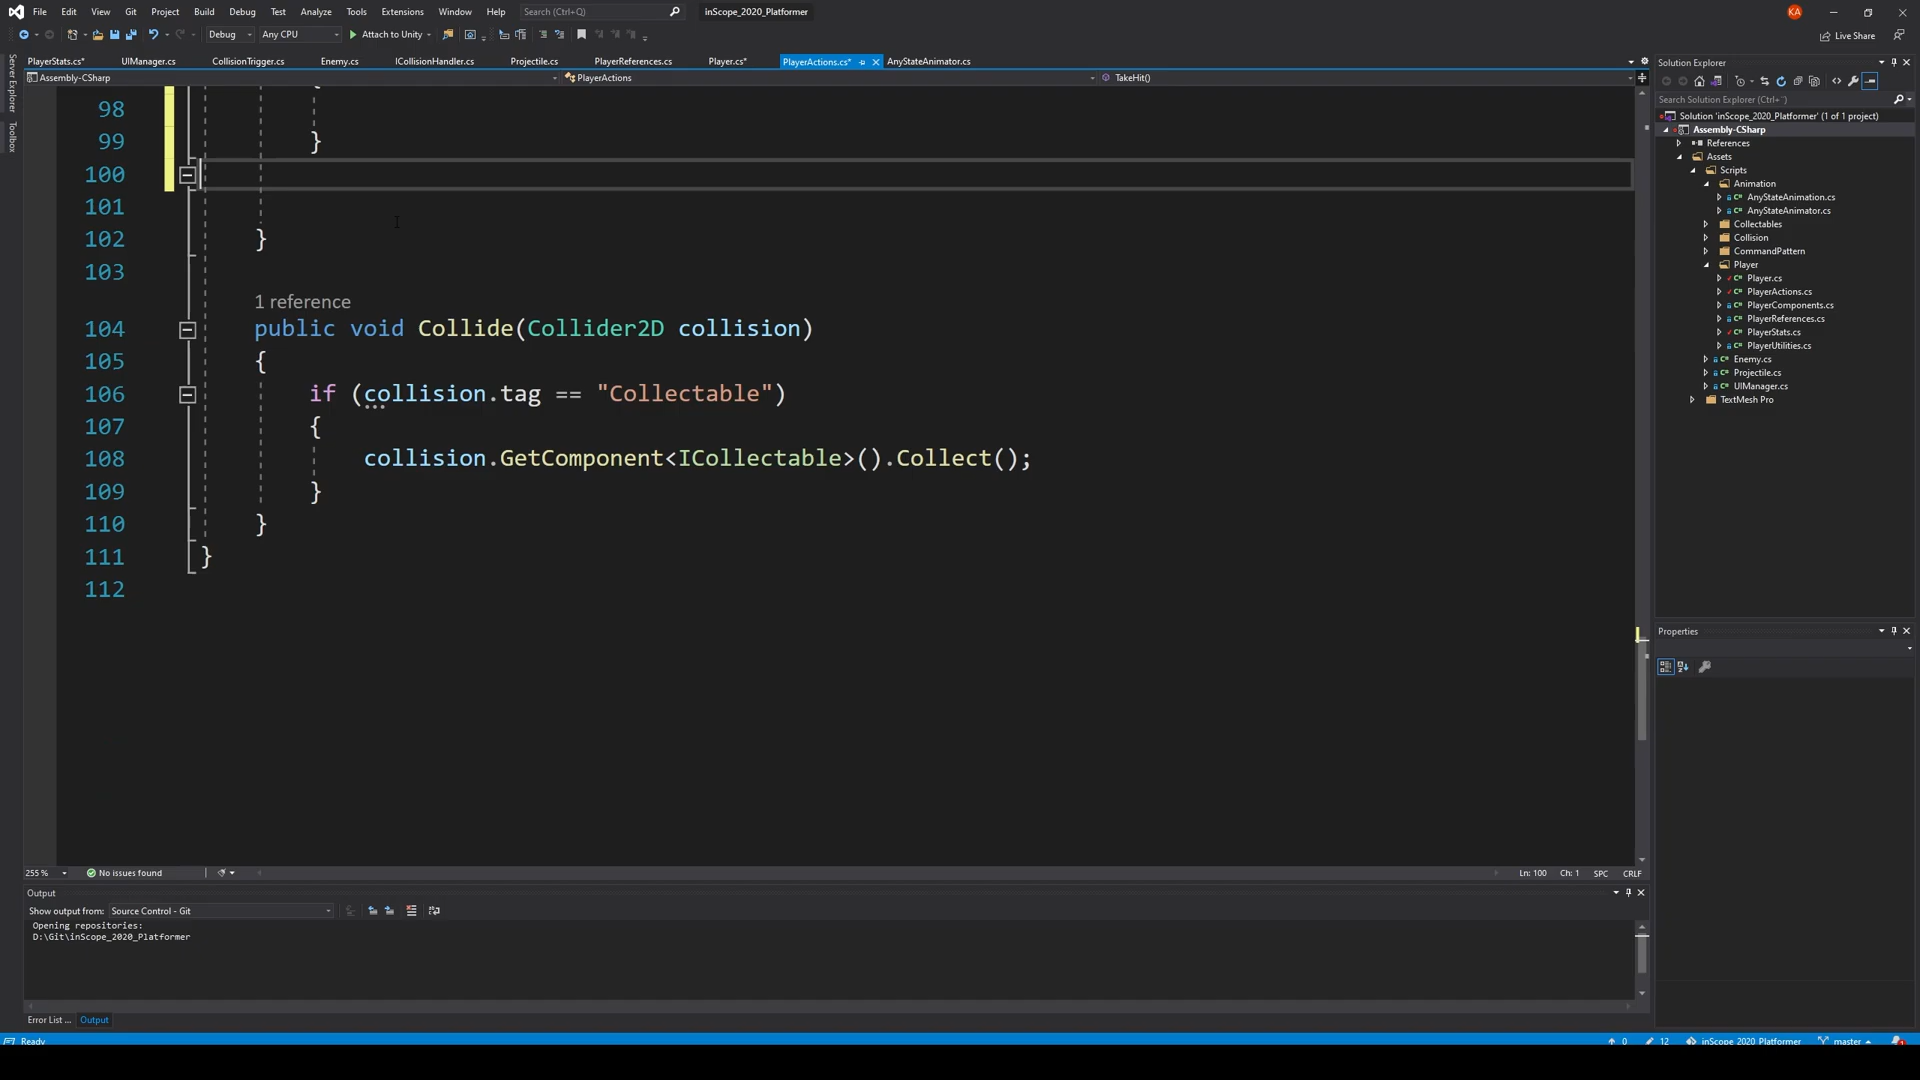 File Edit View Git Project Build Debug Test Analyze Tools Extensions Window Help Search (Ctrl+Q) inScope_2020_Platformer KA
Debug Any CPU Attach to Unity Live Share
PlayerStats.cs* UIManager.cs CollisionTrigger.cs Enemy.cs ICollisionHandler.cs Projectile.cs PlayerReferences.cs Player.cs* PlayerActions.cs* AnyStateAnimator.cs
Assembly-CSharp PlayerActions TakeHit()
Server Explorer
Toolbox
98
99 }
100
101
102 }
103
1 reference
104 public void Collide(Collider2D collision)
105 {
106 if (collision.tag == "Collectable")
107 {
108 collision.GetComponent<ICollectable>().Collect();
109 }
110 }
111 }
112
255 % No issues found Ln: 100 Ch: 1 SPC CRLF
Output
Show output from: Source Control - Git
Opening repositories:
D:\Git\inScope_2020_Platformer
Error List ... Output
Ready 0 12 inScope_2020_Platformer master
Solution Explorer
Search Solution Explorer (Ctrl+¨)
Solution 'inScope_2020_Platformer' (1 of 1 project)
Assembly-CSharp
References
Assets
Scripts
Animation
AnyStateAnimation.cs
AnyStateAnimator.cs
Collectables
Collision
CommandPattern
Player
Player.cs
PlayerActions.cs
PlayerComponents.cs
PlayerReferences.cs
PlayerStats.cs
PlayerUtilities.cs
Enemy.cs
Projectile.cs
UIManager.cs
TextMesh Pro
Properties